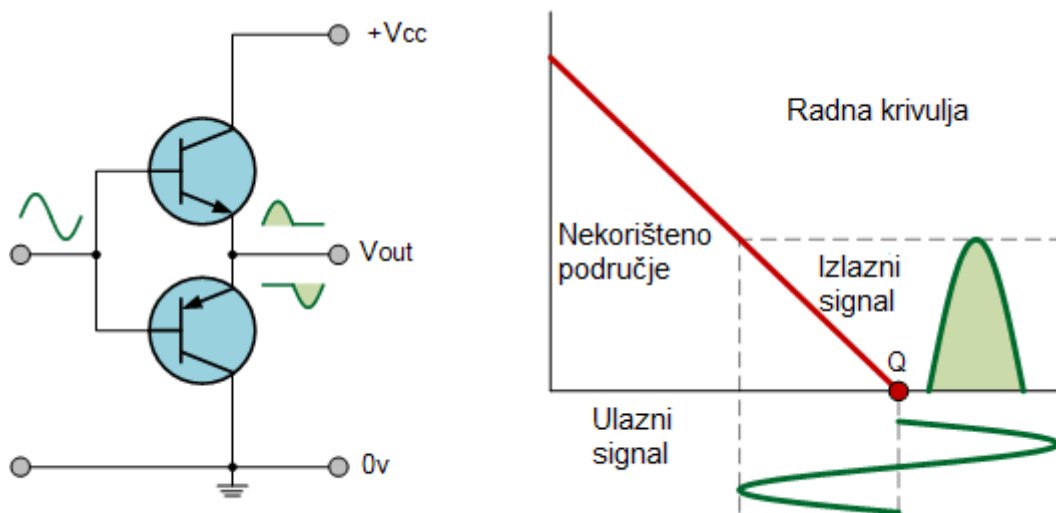 +Vcc
Vout
0v
Radna krivulja
Nekorišteno
područje
Izlazni
signal
Q
Ulazni
signal